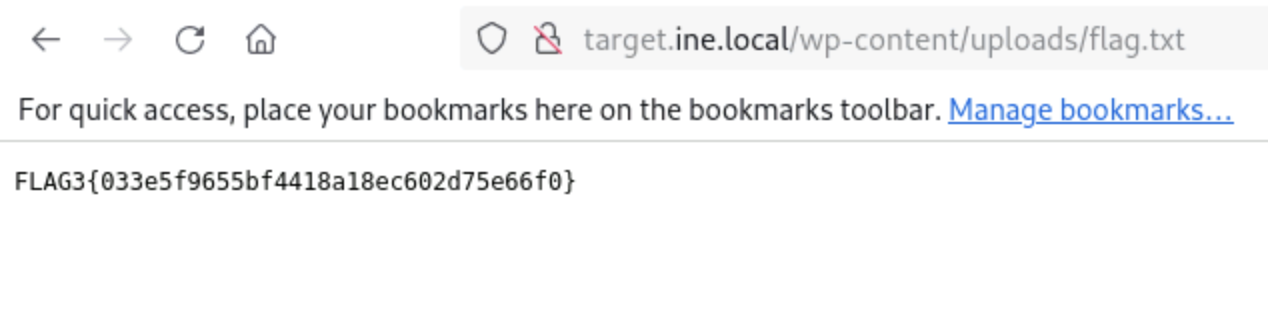 target.ine.local/wp-content/uploads/flag.txt
For quick access, place your bookmarks here on the bookmarks toolbar. Manage bookmarks...
FLAG3{033e5f9655bf4418a18ec602d75e66f0}